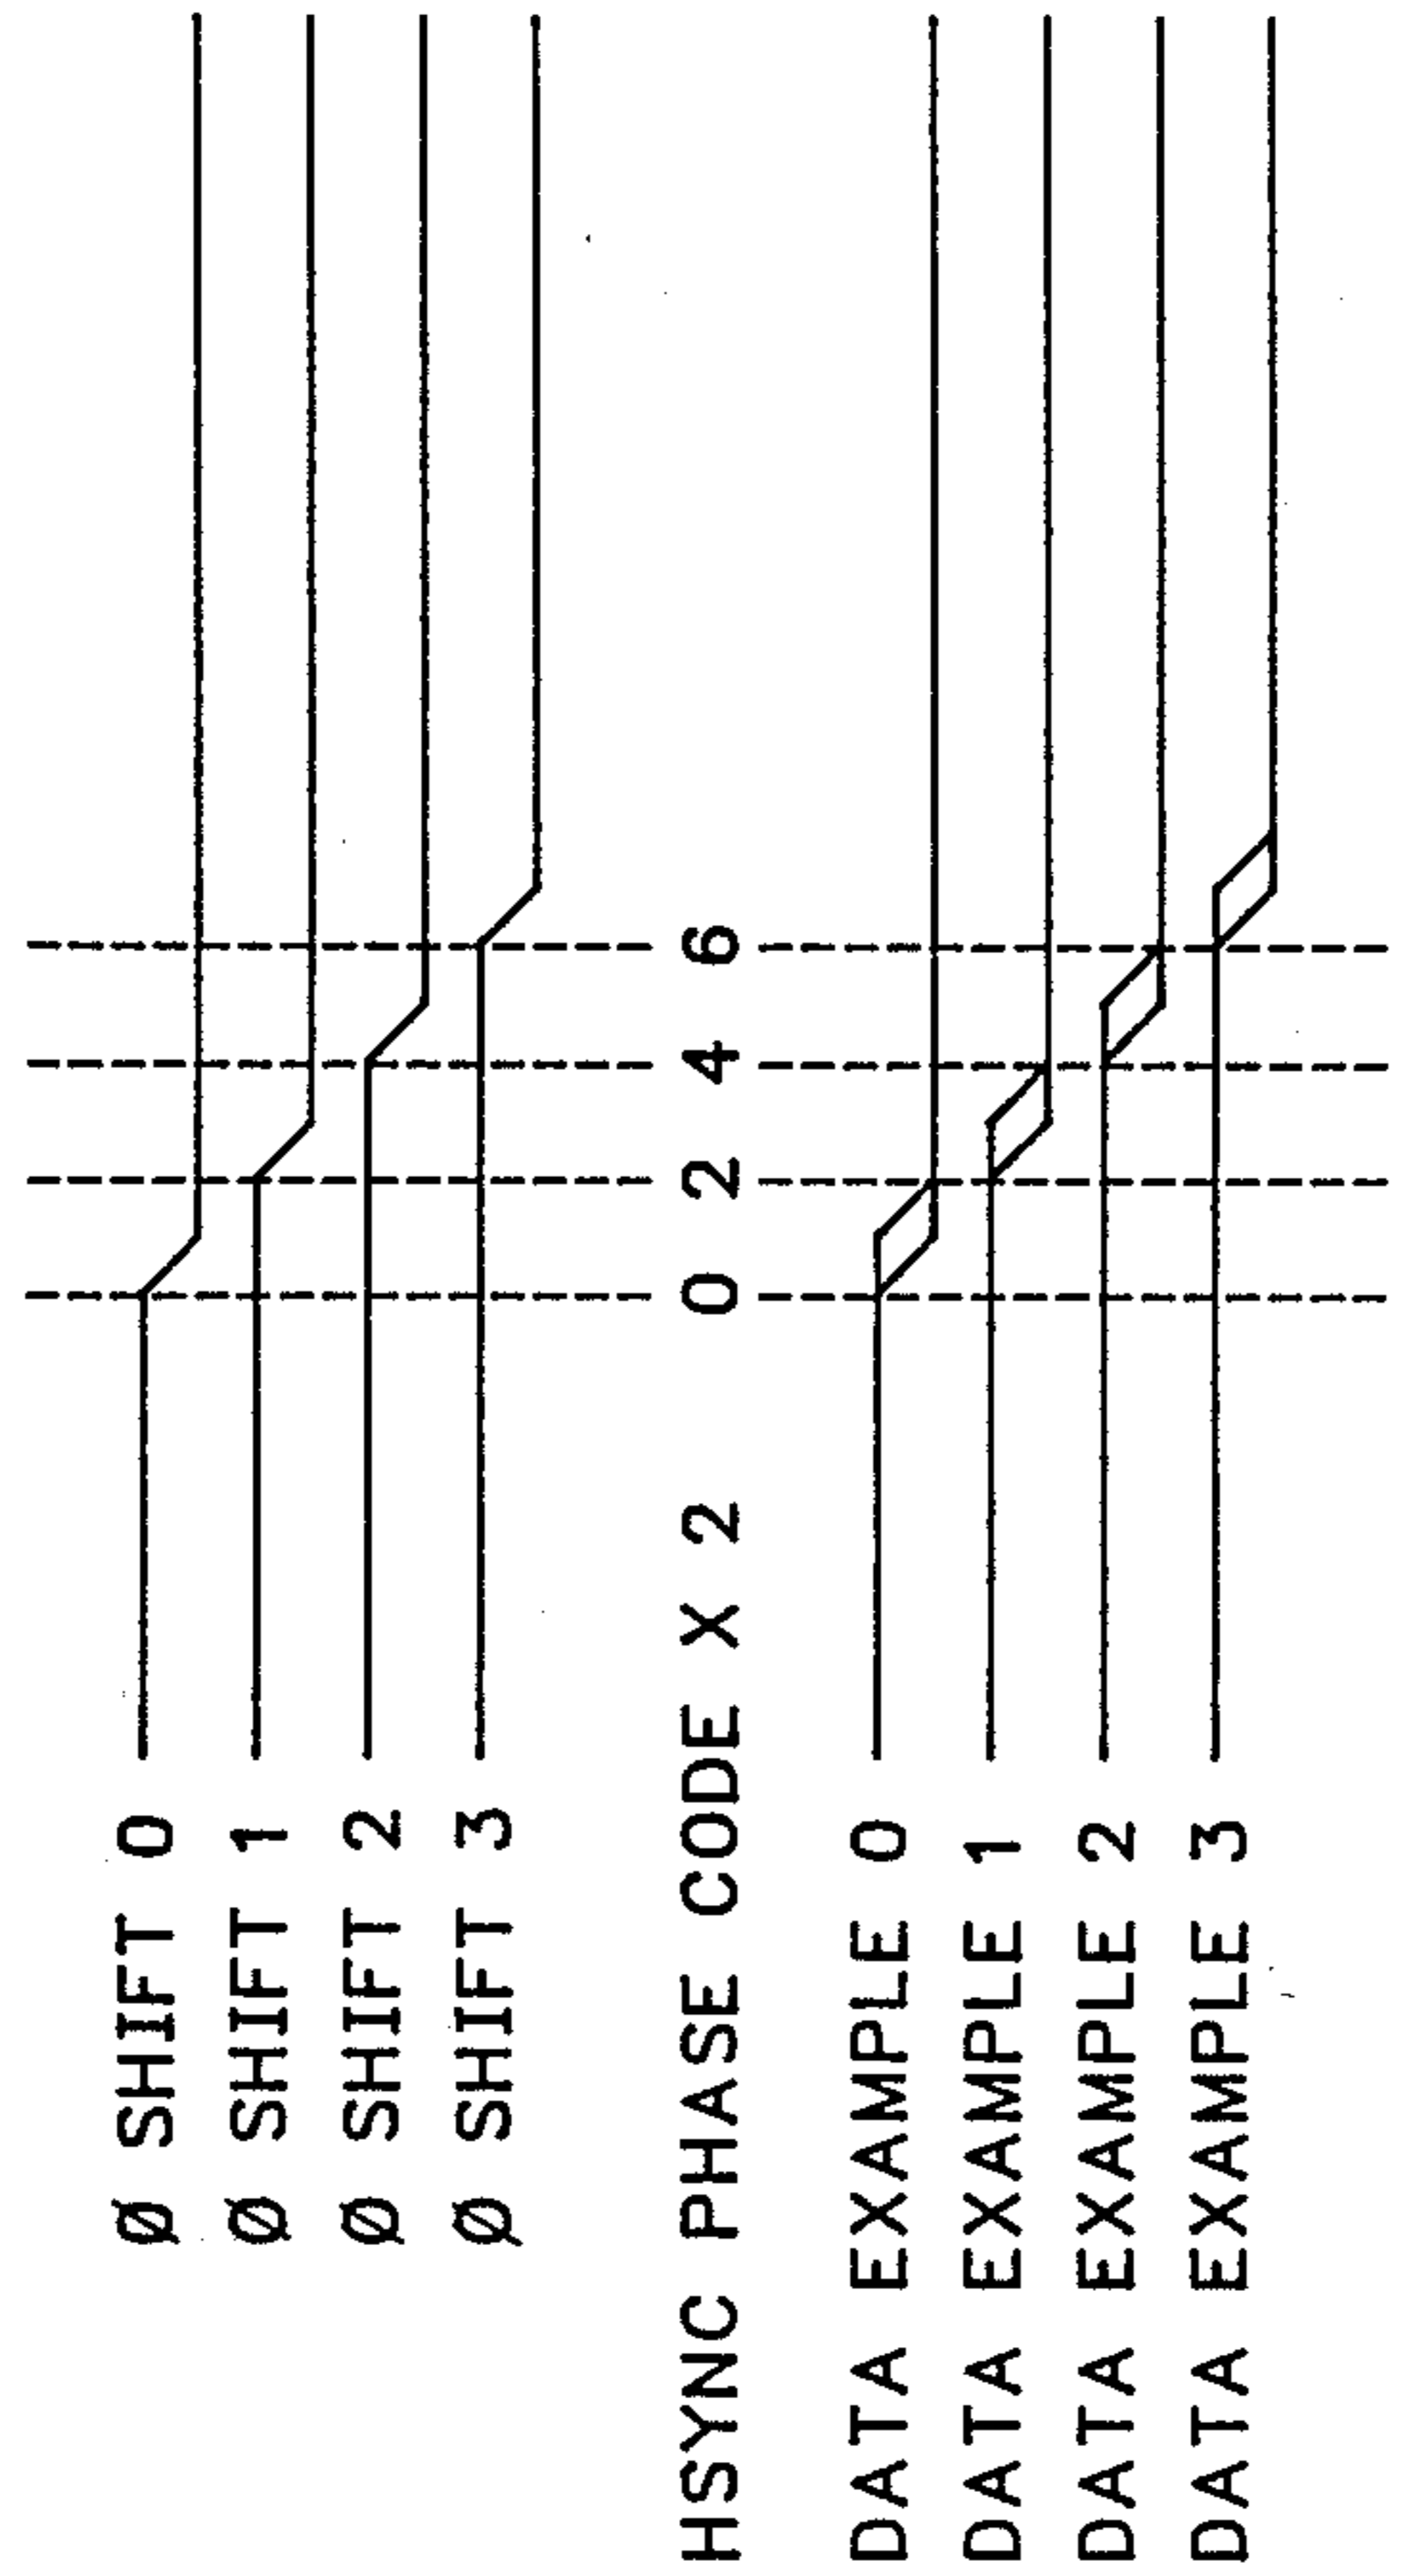 Ø SHIFT 0
Ø SHIFT 1
Ø SHIFT 2
Ø SHIFT 3
HSYNC PHASE CODE X 2 0 2 4 6
DATA EXAMPLE 0
DATA EXAMPLE 1
DATA EXAMPLE 2
DATA EXAMPLE 3